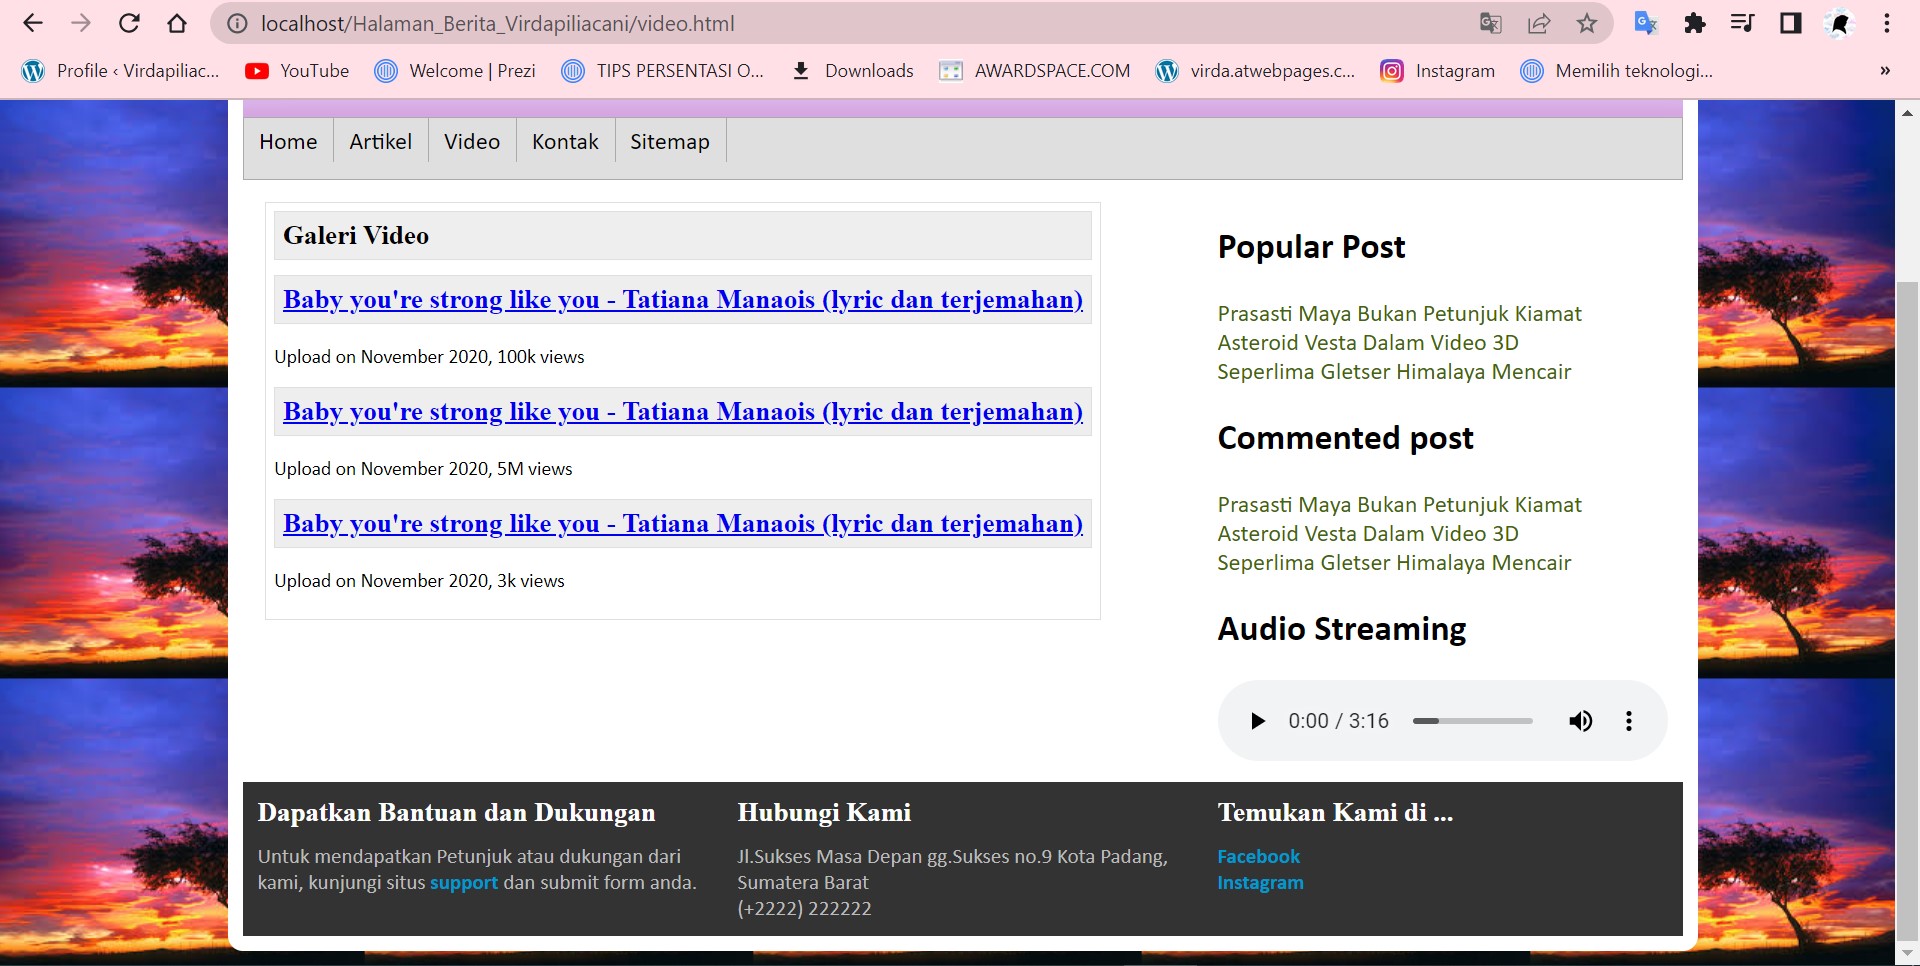 localhost/Halaman_Berita_Virdapiliacani/video.html
Profile ‹ Virdapiliac... YouTube Welcome | Prezi TIPS PERSENTASI O... Downloads AWARDSPACE.COM virda.atwebpages.c... Instagram Memilih teknologi... »
Home Artikel Video Kontak Sitemap
Galeri Video
Baby you're strong like you - Tatiana Manaois (lyric dan terjemahan)
Upload on November 2020, 100k views
Baby you're strong like you - Tatiana Manaois (lyric dan terjemahan)
Upload on November 2020, 5M views
Baby you're strong like you - Tatiana Manaois (lyric dan terjemahan)
Upload on November 2020, 3k views
Popular Post
Prasasti Maya Bukan Petunjuk Kiamat
Asteroid Vesta Dalam Video 3D
Seperlima Gletser Himalaya Mencair
Commented post
Prasasti Maya Bukan Petunjuk Kiamat
Asteroid Vesta Dalam Video 3D
Seperlima Gletser Himalaya Mencair
Audio Streaming
0:00 / 3:16
Dapatkan Bantuan dan Dukungan
Untuk mendapatkan Petunjuk atau dukungan dari
kami, kunjungi situs support dan submit form anda.
Hubungi Kami
Jl.Sukses Masa Depan gg.Sukses no.9 Kota Padang,
Sumatera Barat
(+2222) 222222
Temukan Kami di ...
Facebook
Instagram